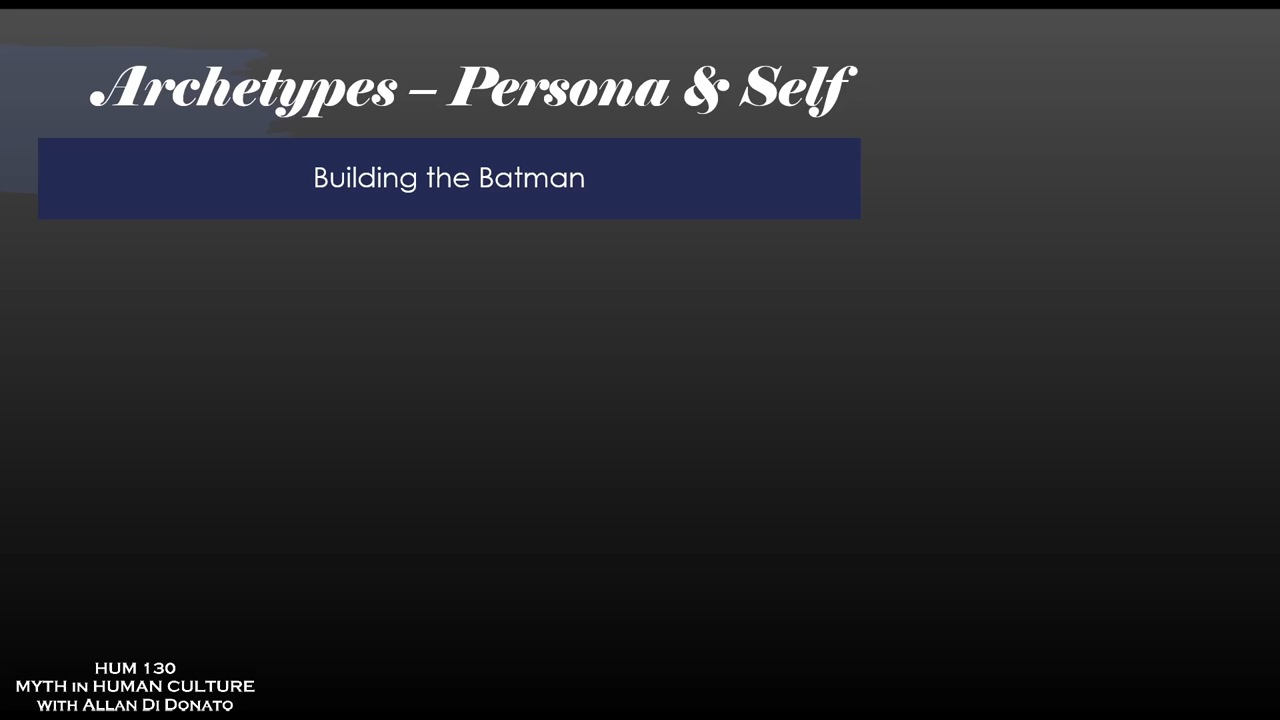 Archetypes – Persona & Self
Building the Batman
HUM 130
MYTH IN HUMAN CULTURE
WITH ALLAN DI DONATO